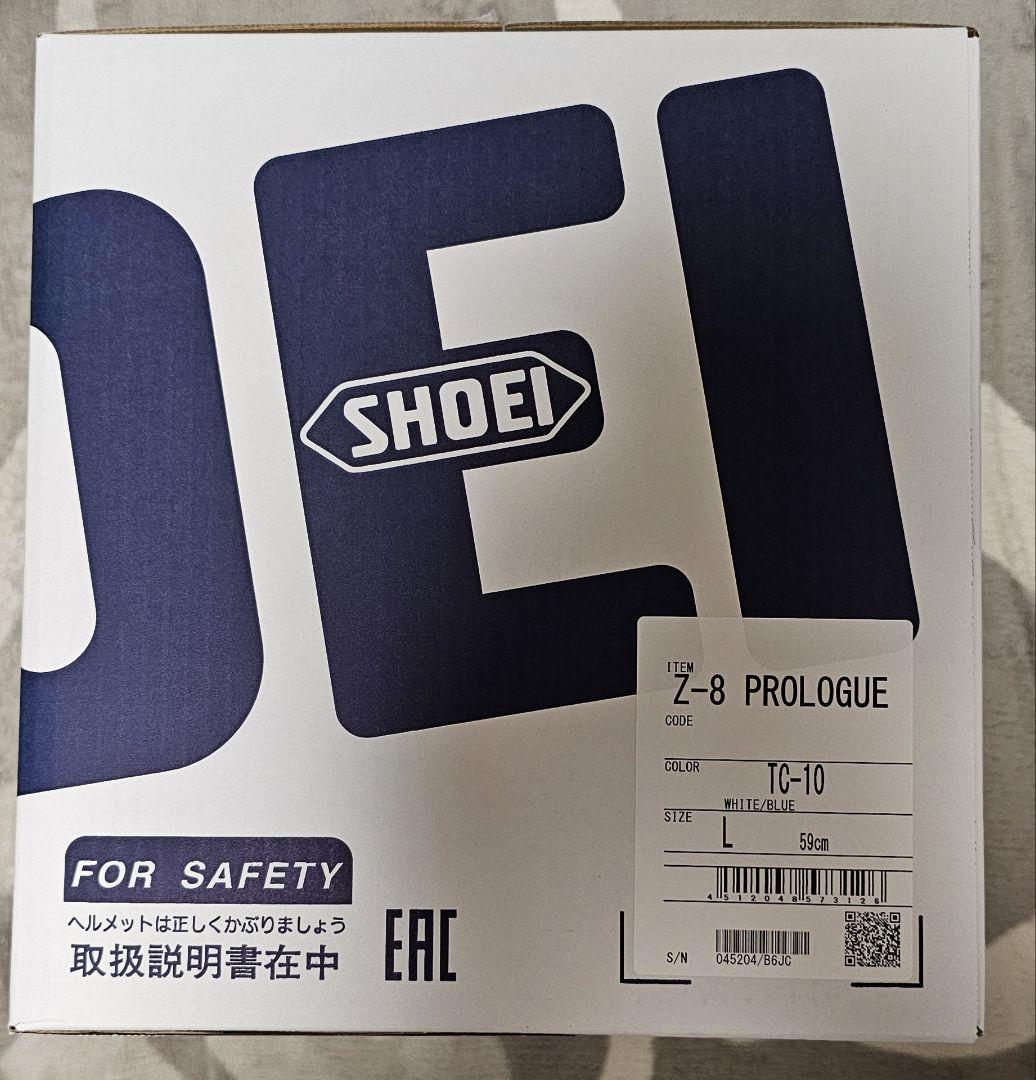 OEI
SHOEI
ITEM
Z-8 PROLOGUE
CODE
COLOR
TC-10
WHITE/BLUE
SIZE
L 59cm
4512048573126
S/N 045204/B6JC
FOR SAFETY
ヘルメットは正しくかぶりましょう
取扱説明書在中
EAC